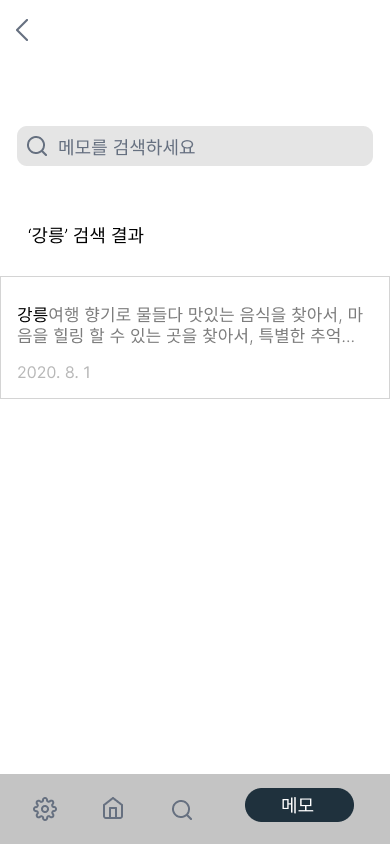 메모를 검색하세요
‘강릉’ 검색 결과
강릉여행 향기로 물들다 맛있는 음식을 찾아서, 마
음을 힐링 할 수 있는 곳을 찾아서, 특별한 추억...
2020. 8. 1
메모